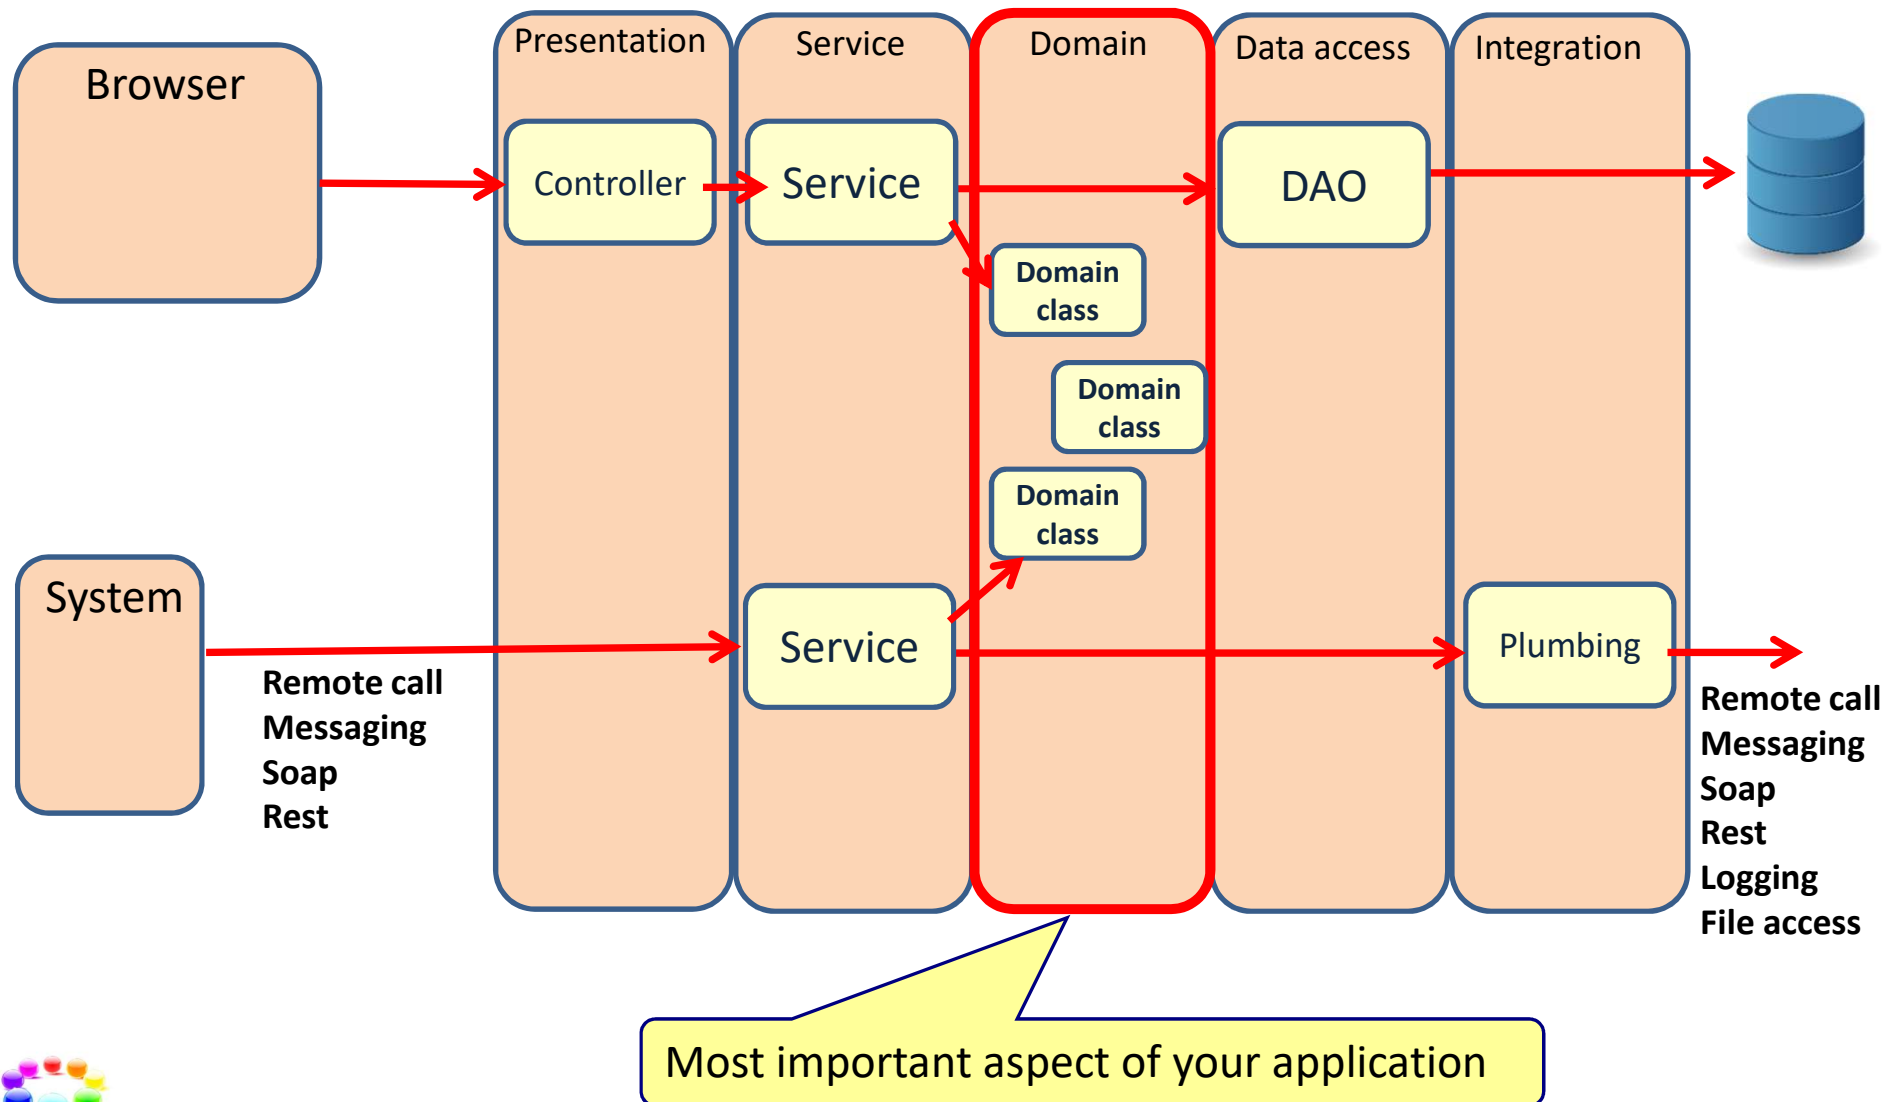 Browser
Presentation
Service
Domain
Data access
Integration
Controller
Service
DAO
Domain
class
Domain
class
Domain
class
System
Remote call
Messaging
Soap
Rest
Service
Plumbing
Remote call
Messaging
Soap
Rest
Logging
File access
Most important aspect of your application